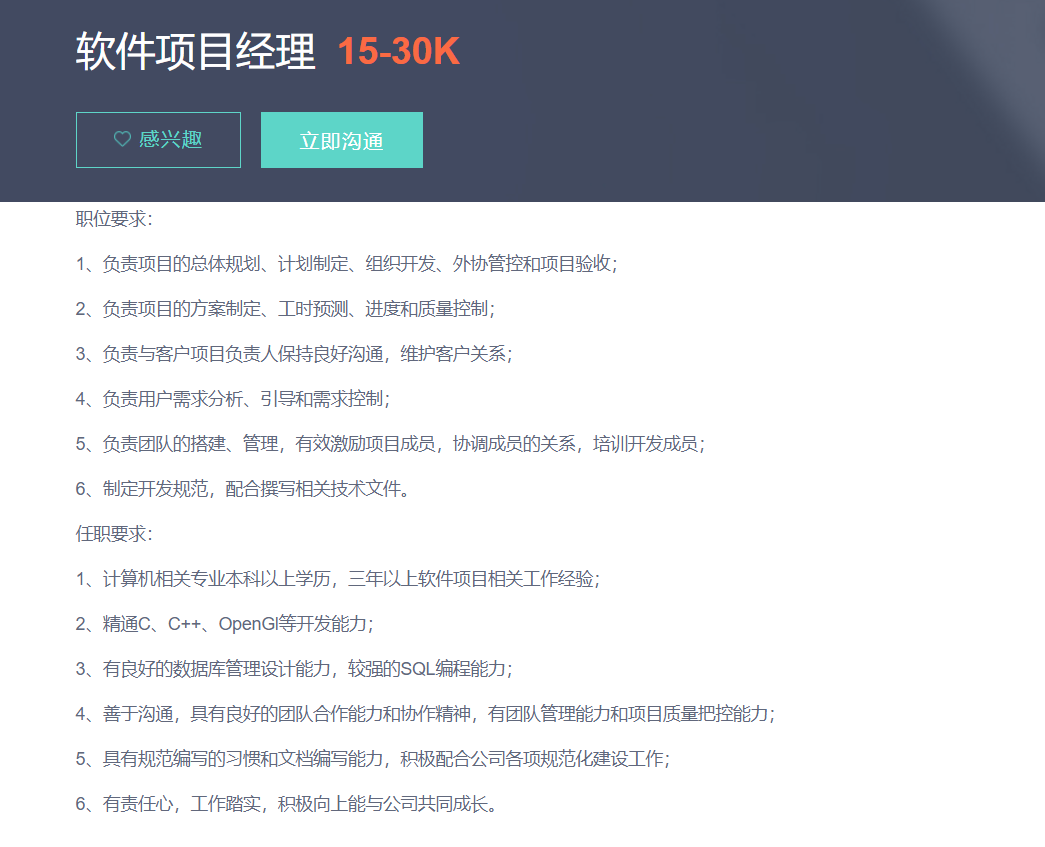 软件项目经理 15-30K
感兴趣 立即沟通
职位要求：
1、负责项目的总体规划、计划制定、组织开发、外协管控和项目验收；
2、负责项目的方案制定、工时预测、进度和质量控制；
3、负责与客户项目负责人保持良好沟通，维护客户关系；
4、负责用户需求分析、引导和需求控制；
5、负责团队的搭建、管理，有效激励项目成员，协调成员的关系，培训开发成员；
6、制定开发规范，配合撰写相关技术文件。
任职要求：
1、计算机相关专业本科以上学历，三年以上软件项目相关工作经验；
2、精通C、C++、OpenGl等开发能力；
3、有良好的数据库管理设计能力，较强的SQL编程能力；
4、善于沟通，具有良好的团队合作能力和协作精神，有团队管理能力和项目质量把控能力；
5、具有规范编写的习惯和文档编写能力，积极配合公司各项规范化建设工作；
6、有责任心，工作踏实，积极向上能与公司共同成长。